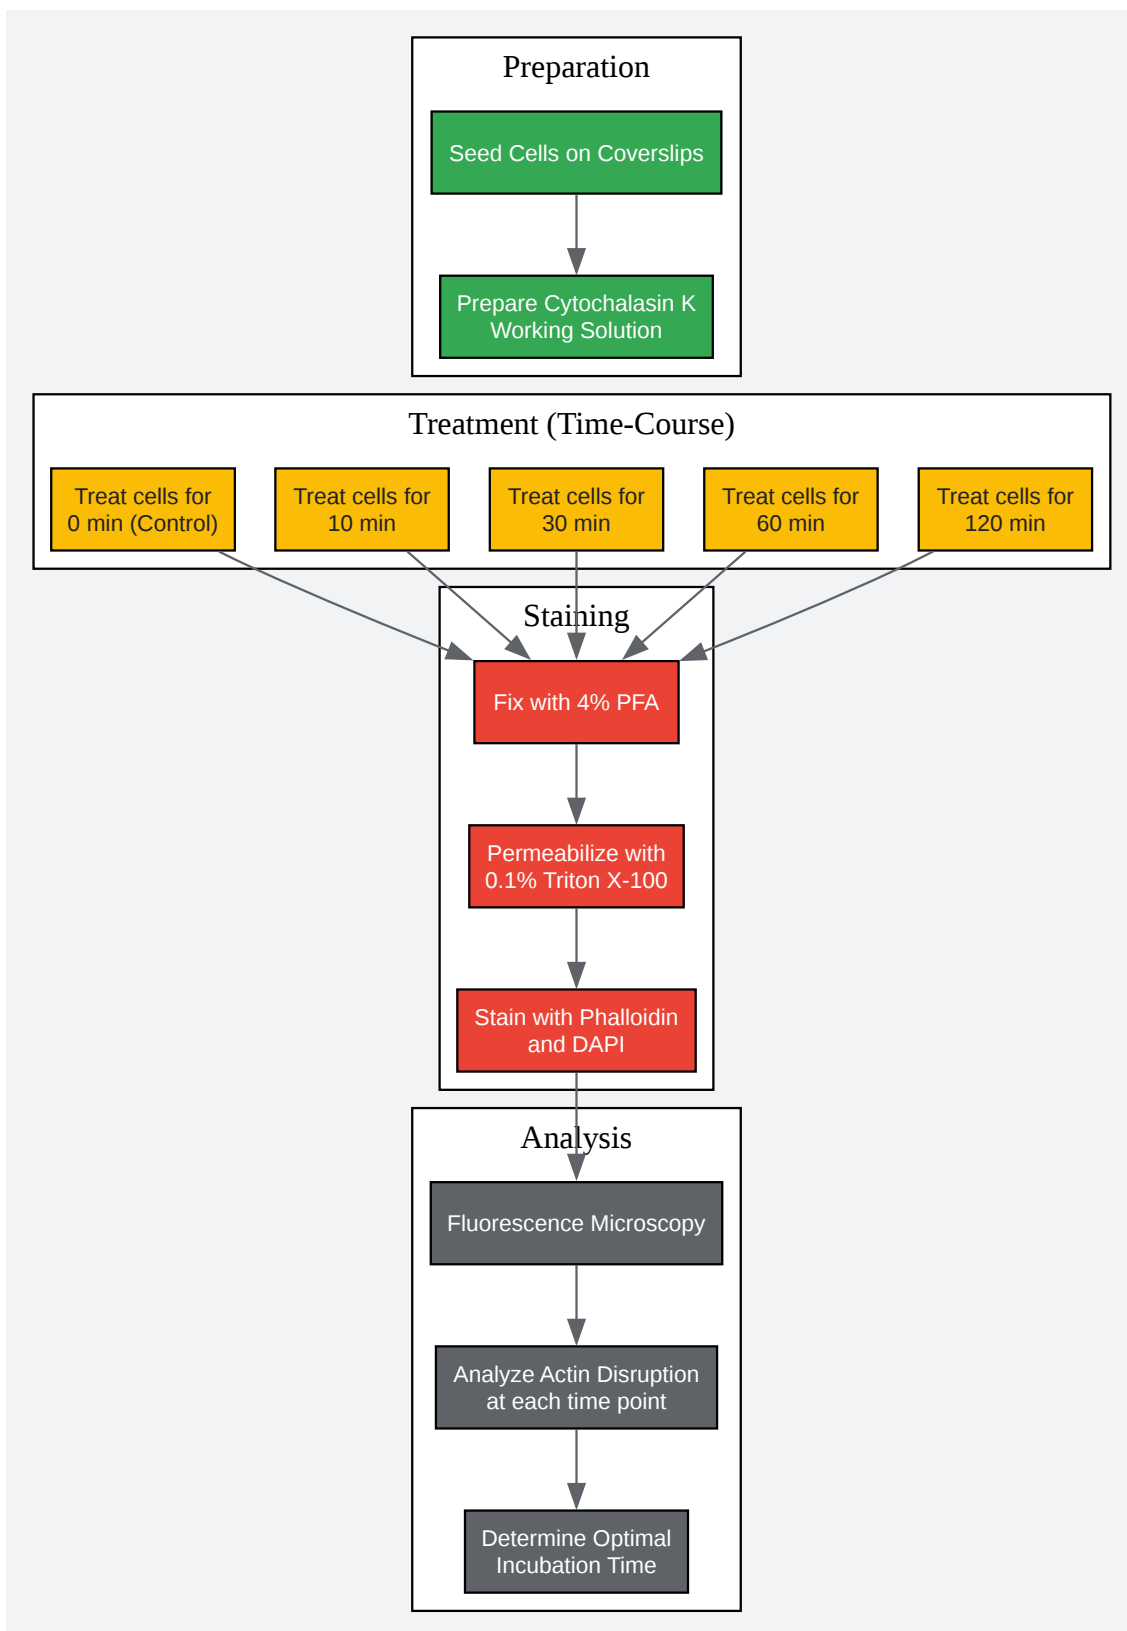 Preparation
Seed Cells on Coverslips
Prepare Cytochalasin K
Working Solution
Treatment (Time-Course)
Treat cells for
0 min (Control)
Treat cells for
10 min
Treat cells for
30 min
Treat cells for
60 min
Treat cells for
120 min
Staining
Fix with 4% PFA
Permeabilize with
0.1% Triton X-100
Stain with Phalloidin
and DAPI
Analysis
Fluorescence Microscopy
Analyze Actin Disruption
at each time point
Determine Optimal
Incubation Time